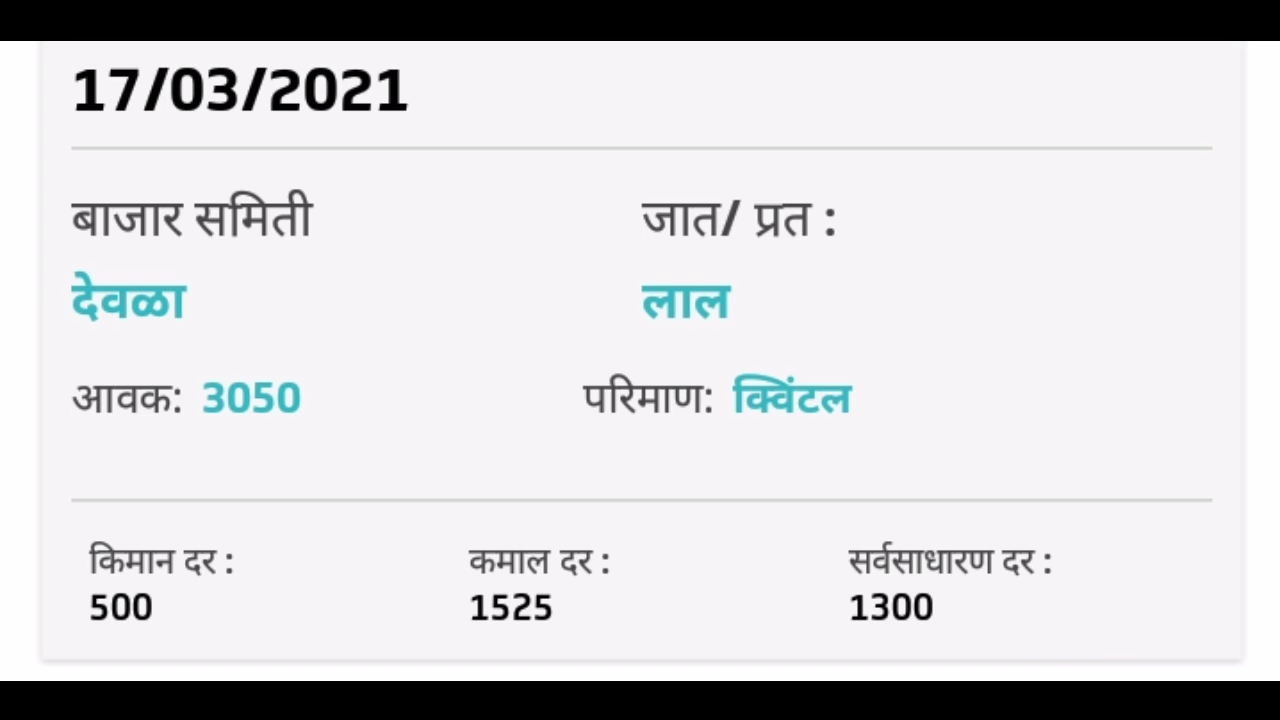 17/03/2021
बाजार समिती जात/ प्रत :
देवळा लाल
आवक: 3050 परिमाण: क्विंटल
किमान दर : कमाल दर : सर्वसाधारण दर :
500 1525 1300